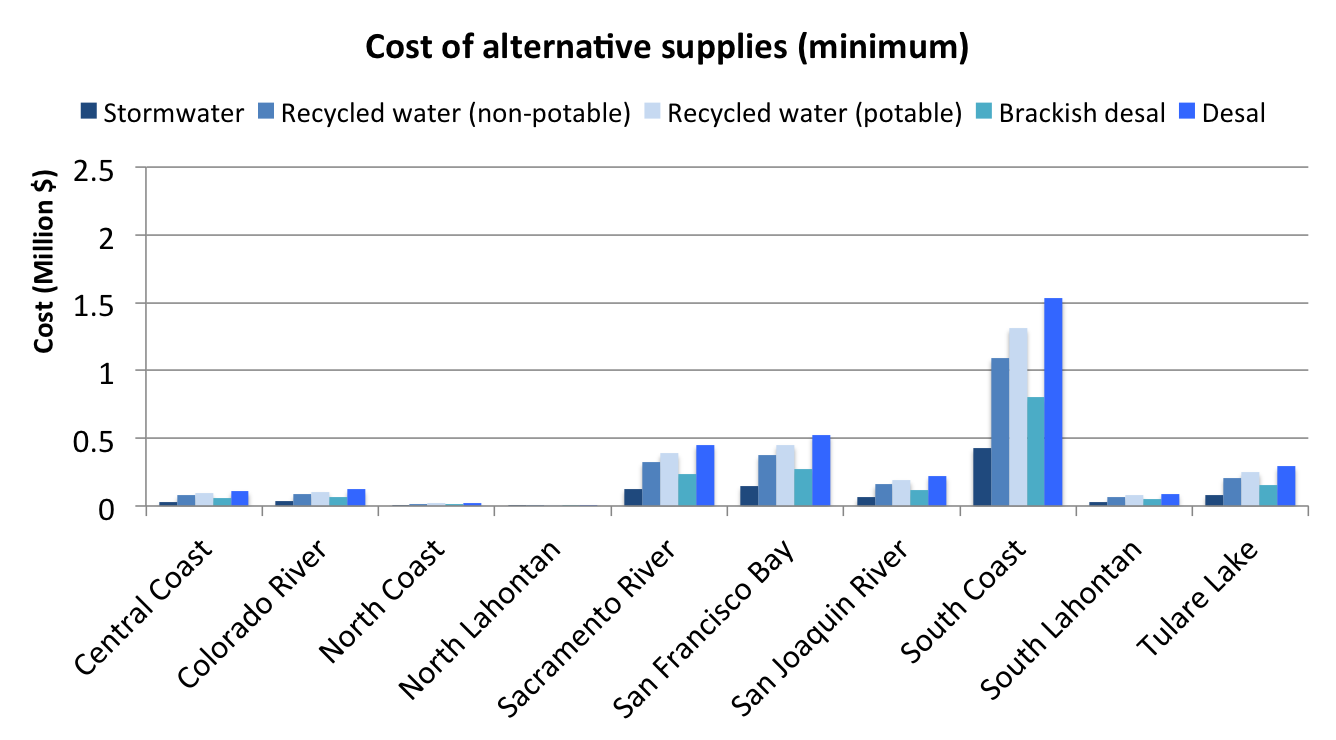 Cost of alternative supplies (minimum)
Stormwater Recycled water (non-potable) Recycled water (potable) Brackish desal Desal
Cost (Million $)
2.5
2
1.5
1
0.5
0
Central Coast
Colorado River
North Coast
North Lahontan
Sacramento River
San Francisco Bay
San Joaquin River
South Coast
South Lahontan
Tulare Lake